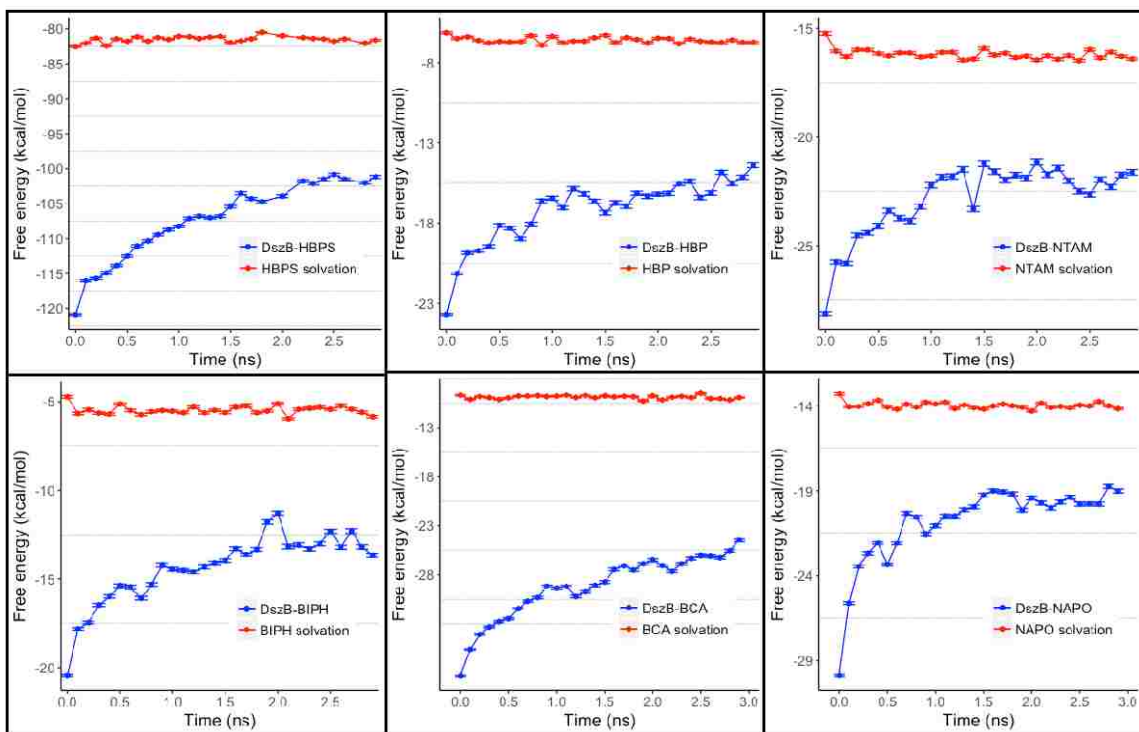 Free energy (kcal/mol)
-80
-85
-90
-95
-100
-105
-110
-115
-120
DszB-HBPS
HBPS solvation
0.0 0.5 1.0 1.5 2.0 2.5
Time (ns)
Free energy (kcal/mol)
-8
-13
-18
-23
DszB-HBP
HBP solvation
0.0 0.5 1.0 1.5 2.0 2.5
Time (ns)
Free energy (kcal/mol)
-15
-21
-25
DszB-NTAM
NTAM solvation
0.0 0.5 1.0 1.5 2.0 2.5
Time (ns)
Free energy (kcal/mol)
-5
-10
-15
-20
DszB-BIPH
BIPH solvation
0.0 0.5 1.0 1.5 2.0 2.5
Time (ns)
Free energy (kcal/mol)
-13
-23
-28
DszB-BCA
BCA solvation
0.0 0.5 1.0 1.5 2.0 2.5 3.0
Time (ns)
Free energy (kcal/mol)
-14
-19
-24
-29
DszB-NAPO
NAPO solvation
0.0 0.5 1.0 1.5 2.0 2.5 3.0
Time (ns)